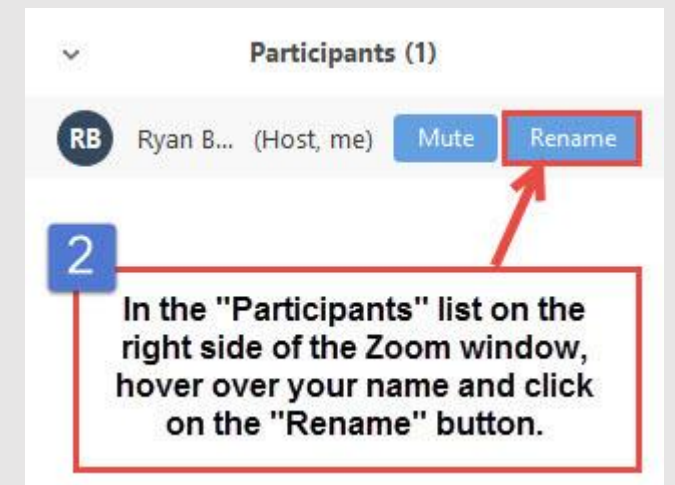 Participants (1)
RB Ryan B... (Host, me) Mute Rename
2
In the "Participants" list on the
right side of the Zoom window,
hover over your name and click
on the "Rename" button.